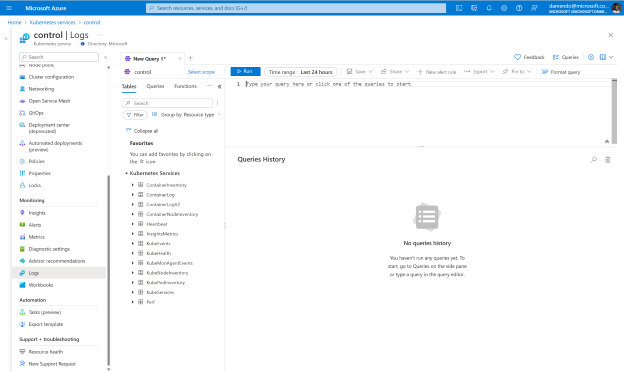 Microsoft Azure
Search resources, services, and docs (G+/)
damendo@microsoft.co...
Home > Kubernetes services > control
control | Logs ...
Kubernetes service
Directory: Microsoft
Search
Node pools
Cluster configuration
Networking
Open Service Mesh
GitOps
Deployment center
(deprecated)
Automated deployments
(preview)
Policies
Properties
Locks
Monitoring
Insights
Alerts
Metrics
Diagnostic settings
Advisor recommendations
Logs
Workbooks
Automation
Tasks (preview)
Export template
Support + troubleshooting
Resource health
New Support Request
New Query 1*
Feedback
Queries
control
Select scope
Run
Time range : Last 24 hours
Save
Share
New alert rule
Export
Pin to
Format query
Tables
Queries
Functions
...
Search
Filter
Group by: Resource type
Collapse all
Favorites
You can add favorites by clicking on
the ☆ icon
Kubernetes Services
ContainerInventory
ContainerLog
ContainerLogV2
ContainerNodeInventory
Heartbeat
InsightsMetrics
KubeEvents
KubeHealth
KubeMonAgentEvents
KubeNodeInventory
KubePodInventory
KubeServices
Perf
1 Type your query here or click one of the queries to start
Queries History
No queries history
You haven't run any queries yet. To
start, go to Queries on the side pane
or type a query in the query editor.